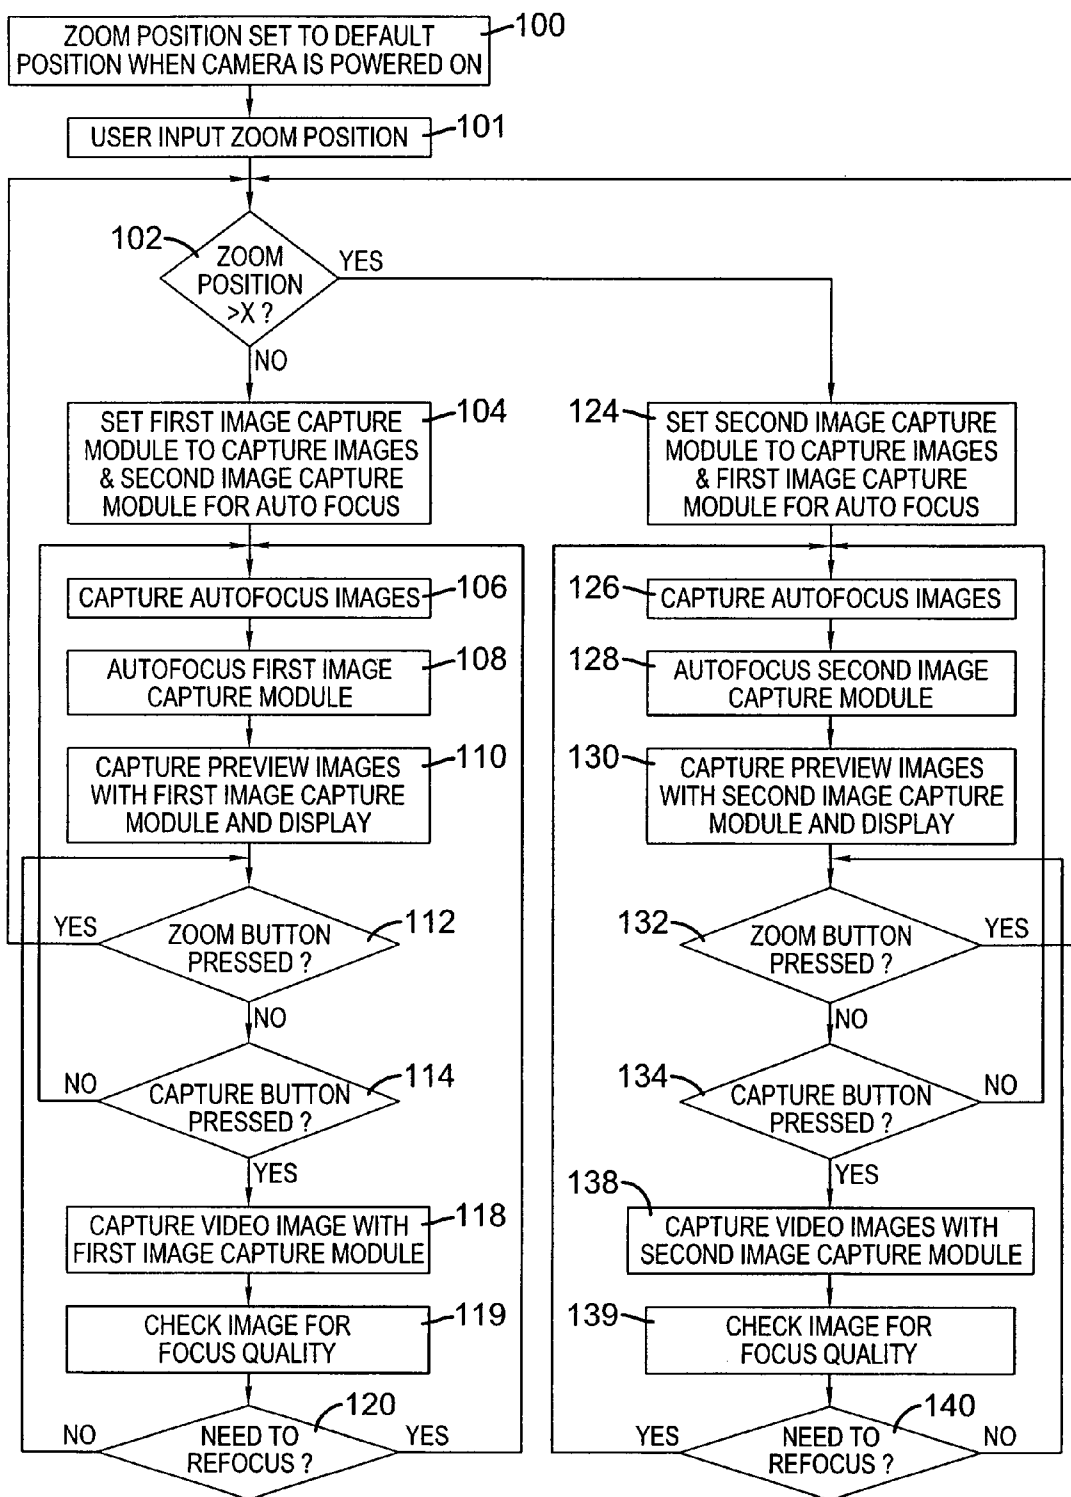 ZOOM POSITION SET TO DEFAULT
POSITION WHEN CAMERA IS POWERED ON
100
USER INPUT ZOOM POSITION
101
102
ZOOM
POSITION
>X ?
YES
NO
SET FIRST IMAGE CAPTURE
MODULE TO CAPTURE IMAGES
& SECOND IMAGE CAPTURE
MODULE FOR AUTO FOCUS
104
CAPTURE AUTOFOCUS IMAGES
106
AUTOFOCUS FIRST IMAGE
CAPTURE MODULE
108
CAPTURE PREVIEW IMAGES
WITH FIRST IMAGE CAPTURE
MODULE AND DISPLAY
110
YES
ZOOM BUTTON
PRESSED ?
112
NO
NO
CAPTURE BUTTON
PRESSED ?
114
YES
CAPTURE VIDEO IMAGE WITH
FIRST IMAGE CAPTURE MODULE
118
CHECK IMAGE FOR
FOCUS QUALITY
119
NO
NEED TO
REFOCUS ?
120
YES
124
SET SECOND IMAGE CAPTURE
MODULE TO CAPTURE IMAGES
& FIRST IMAGE CAPTURE
MODULE FOR AUTO FOCUS
126
CAPTURE AUTOFOCUS IMAGES
128
AUTOFOCUS SECOND IMAGE
CAPTURE MODULE
130
CAPTURE PREVIEW IMAGES
WITH SECOND IMAGE CAPTURE
MODULE AND DISPLAY
132
ZOOM BUTTON
PRESSED ?
YES
NO
134
CAPTURE BUTTON
PRESSED ?
NO
YES
138
CAPTURE VIDEO IMAGES WITH
SECOND IMAGE CAPTURE MODULE
139
CHECK IMAGE FOR
FOCUS QUALITY
YES
NEED TO
REFOCUS ?
140
NO